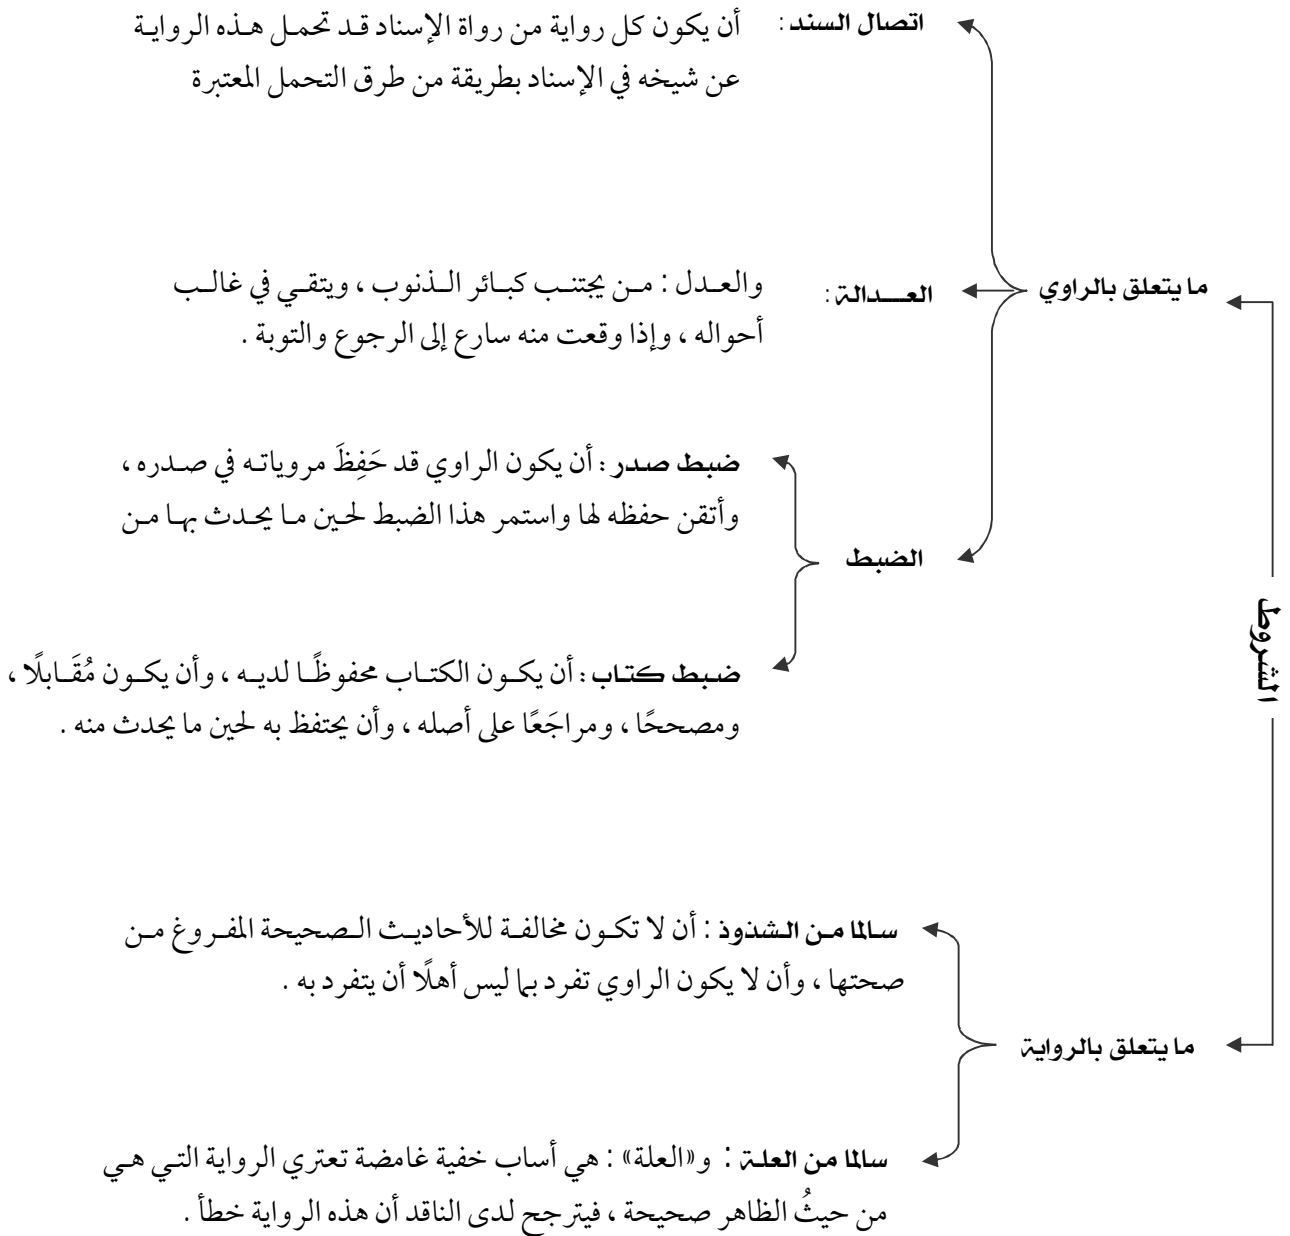 الشروط
ما يتعلق بالراوي
اتصال السند : أن يكون كل رواية من رواة الإسناد قد تحمل هذه الرواية
عن شيخه في الإسناد بطريقة من طرق التحمل المعتبرة
العدالة : والعدل : من يجتنب كبائر الذنوب ، ويتقي في غالب
أحواله ، وإذا وقعت منه سارع إلى الرجوع والتوبة .
الضبط
ضبط صدر : أن يكون الراوي قد حَفِظَ مروياته في صدره ،
وأتقن حفظه لها واستمر هذا الضبط لحين ما يحدث بها من
ضبط كتاب : أن يكون الكتاب محفوظًا لديه ، وأن يكون مُقَابلًا ،
ومصححًا ، ومراجَعًا على أصله ، وأن يحتفظ به لحين ما يحدث منه .
ما يتعلق بالرواية
سالما من الشذوذ : أن لا تكون مخالفة للأحاديث الصحيحة المفروغ من
صحتها ، وأن لا يكون الراوي تفرد بما ليس أهلًا أن يتفرد به .
سالما من العلة : و«العلة» : هي أساب خفية غامضة تعتري الرواية التي هي
من حيثُ الظاهر صحيحة ، فيترجح لدى الناقد أن هذه الرواية خطأ .